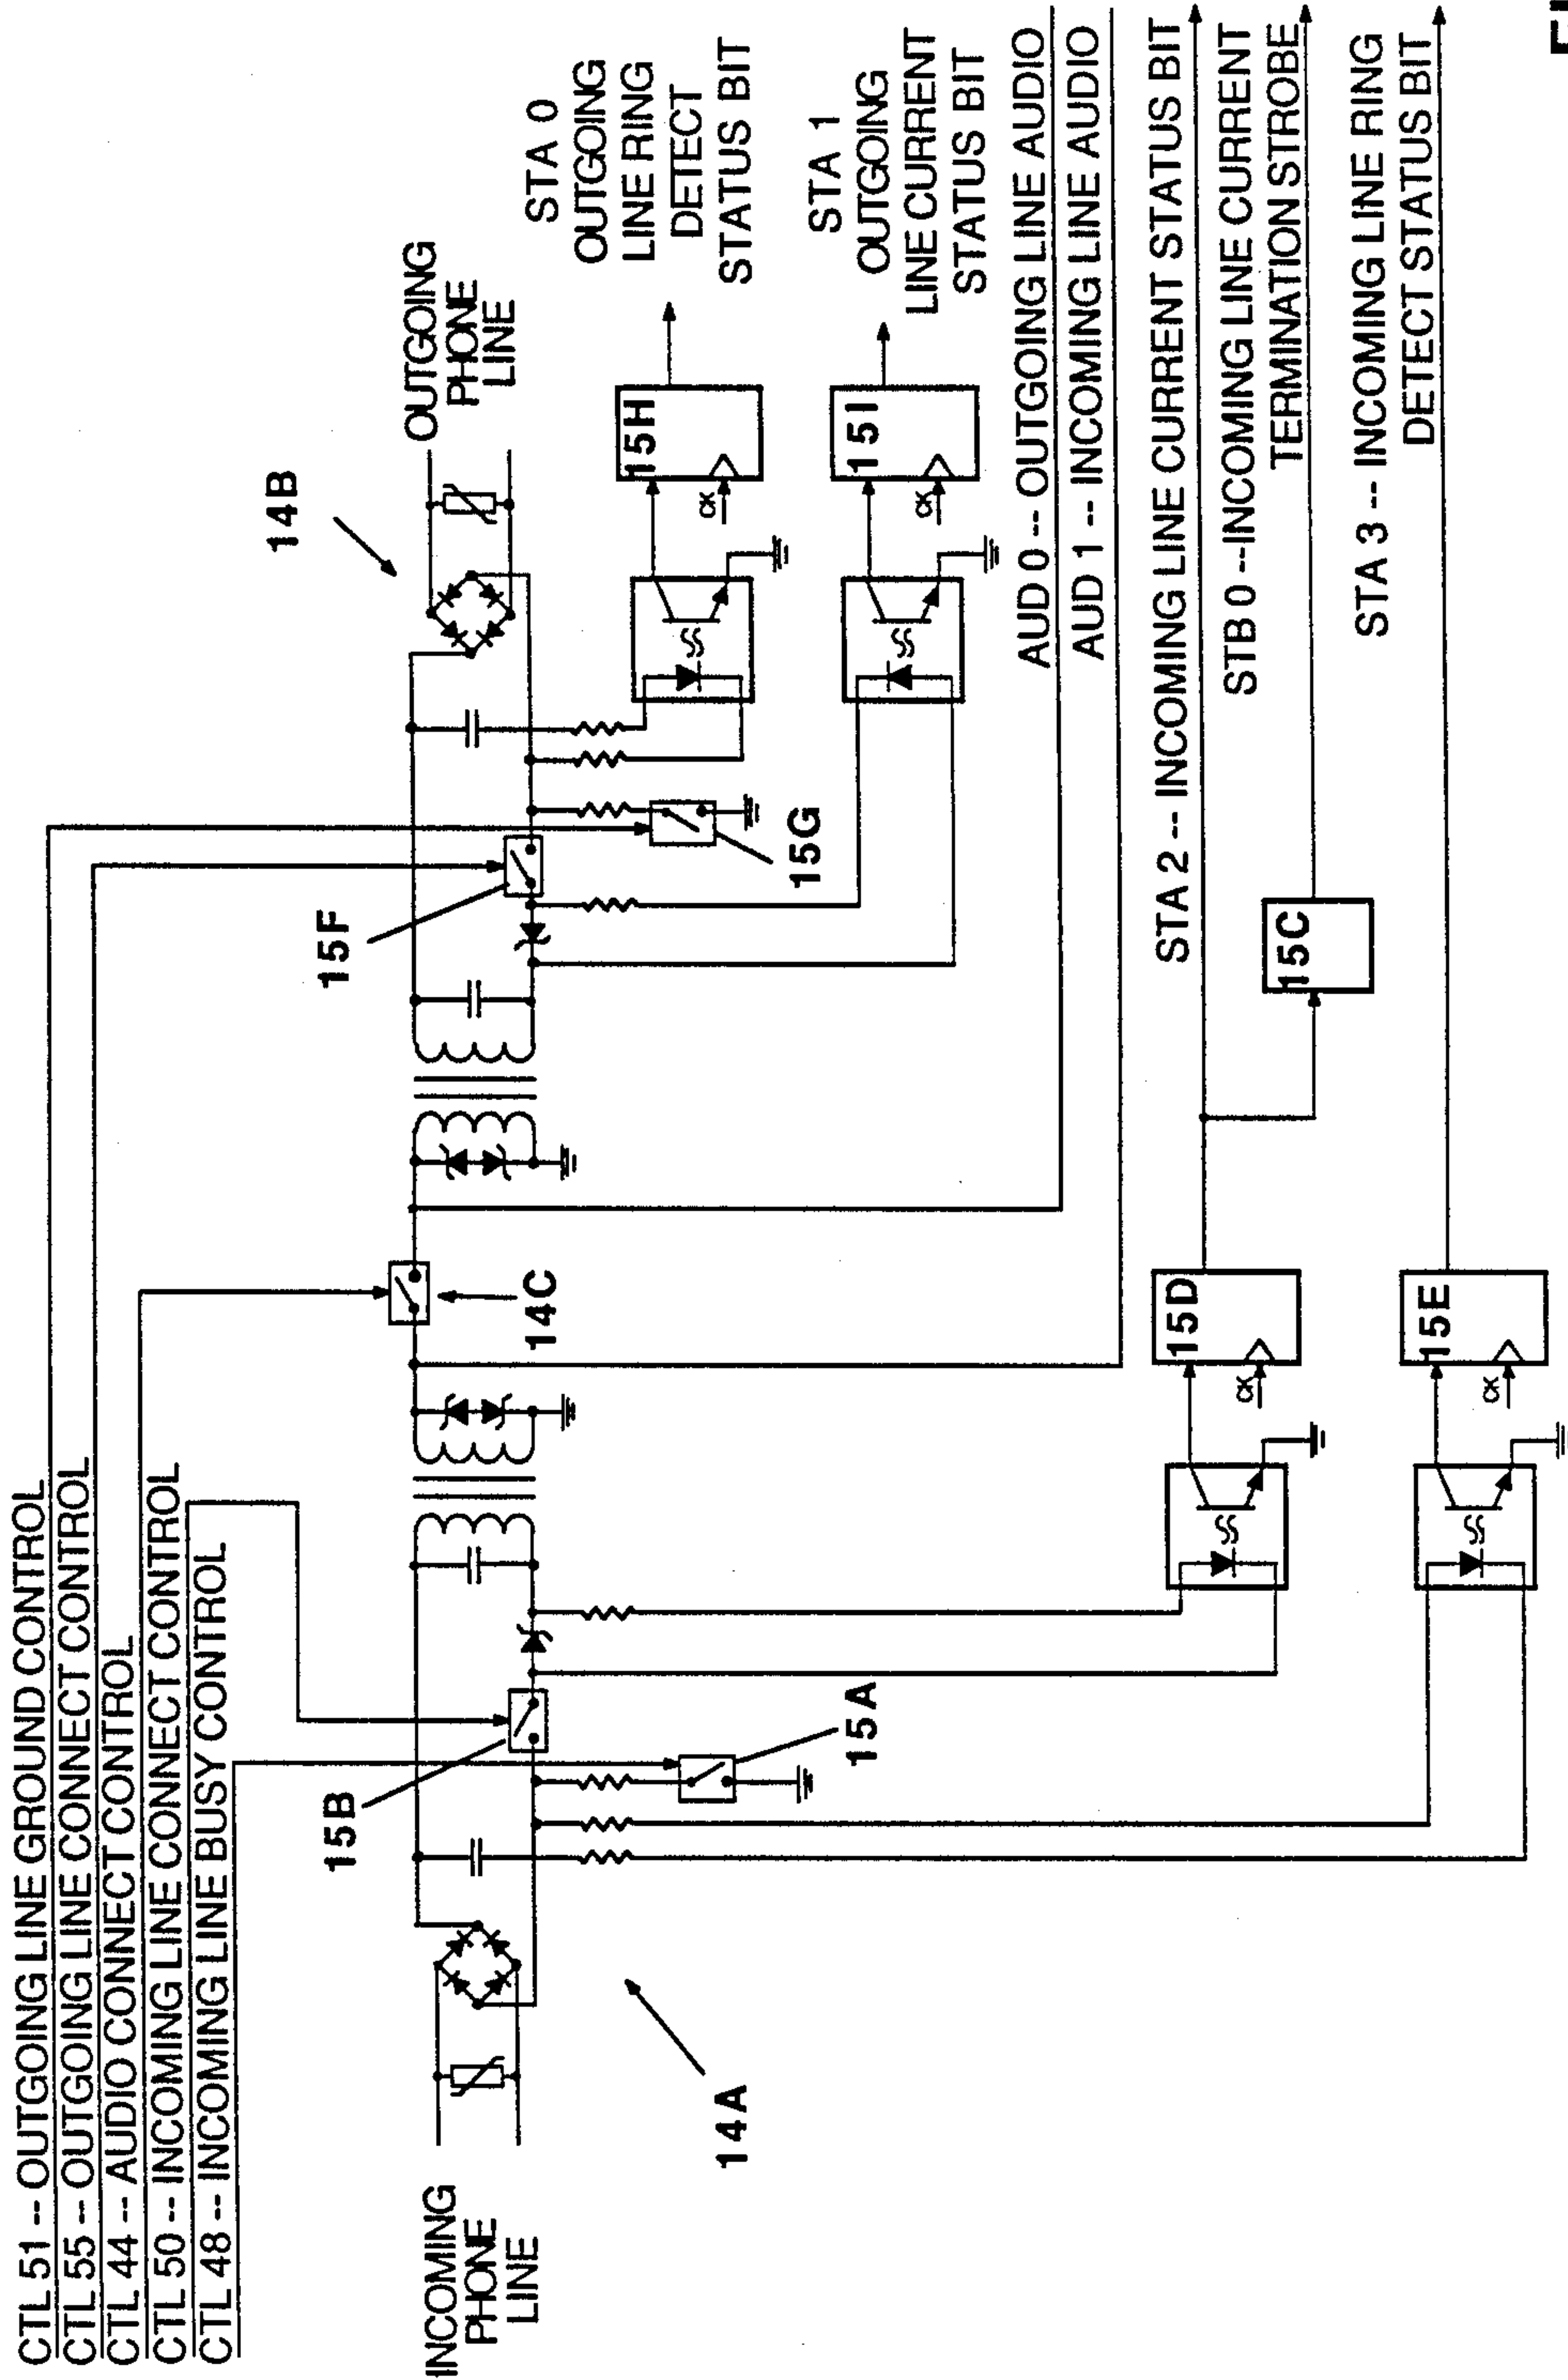 CTL 51 -- OUTGOING LINE GROUND CONTROL
CTL 55 -- OUTGOING LINE CONNECT CONTROL
CTL 44 -- AUDIO CONNECT CONTROL
CTL 50 -- INCOMING LINE CONNECT CONTROL
CTL 48 -- INCOMING LINE BUSY CONTROL
INCOMING
PHONE
LINE
14A
15B
15A
14C
15F
15G
14B
OUTGOING
PHONE
LINE
15H
CK
STA 0
OUTGOING
LINE RING
DETECT
STATUS BIT
15I
CK
STA 1
OUTGOING
LINE CURRENT
STATUS BIT
AUD 0 -- OUTGOING LINE AUDIO
AUD 1 -- INCOMING LINE AUDIO
15D
CK
STA 2 -- INCOMING LINE CURRENT STATUS BIT
15C
STB 0 --INCOMING LINE CURRENT
TERMINATION STROBE
15E
CK
STA 3 -- INCOMING LINE RING
DETECT STATUS BIT